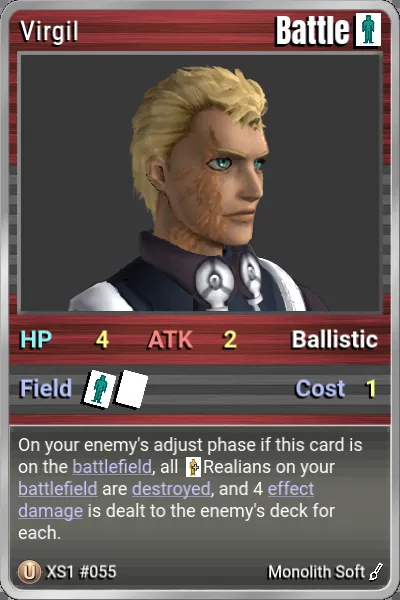 Virgil
Battle
HP 4 ATK 2 Ballistic
Field Cost 1
On your enemy's adjust phase if this card is
on the battlefield, all Realians on your
battlefield are destroyed, and 4 effect
damage is dealt to the enemy's deck for
each.
U XS1 #055 Monolith Soft